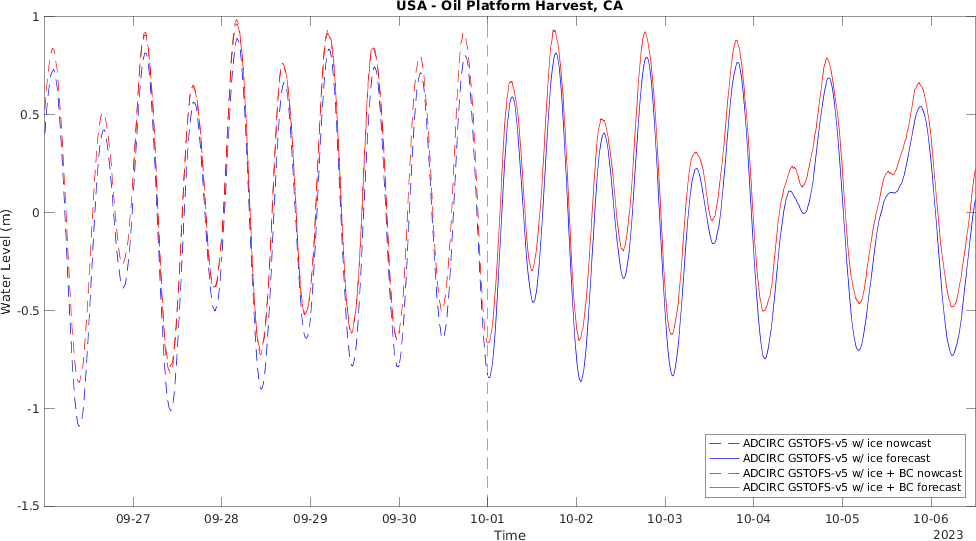 USA - Oil Platform Harvest, CA
1
0.5
0
-0.5
-1
-1.5
Water Level (m)
ADCIRC GSTOFS-v5 w/ ice nowcast
ADCIRC GSTOFS-v5 w/ ice forecast
ADCIRC GSTOFS-v5 w/ ice + BC nowcast
ADCIRC GSTOFS-v5 w/ ice + BC forecast
09-27 09-28 09-29 09-30 10-01 10-02 10-03 10-04 10-05 10-06
Time
2023